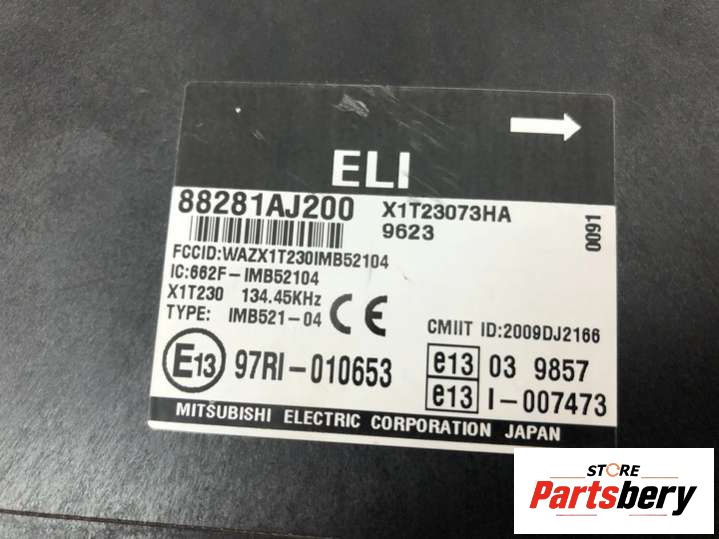 ELI
88281AJ200 X1T23073HA
9623
0091
FCCID:WAZX1T230IMB52104
IC:662F-IMB52104
X1T230 134.45KHz
TYPE: IMB521-04 CE
CMIIT ID:2009DJ2166
E13 97RI-010653
e13 03 9857
e13 I-007473
MITSUBISHI ELECTRIC CORPORATION JAPAN
STORE
Partsbery